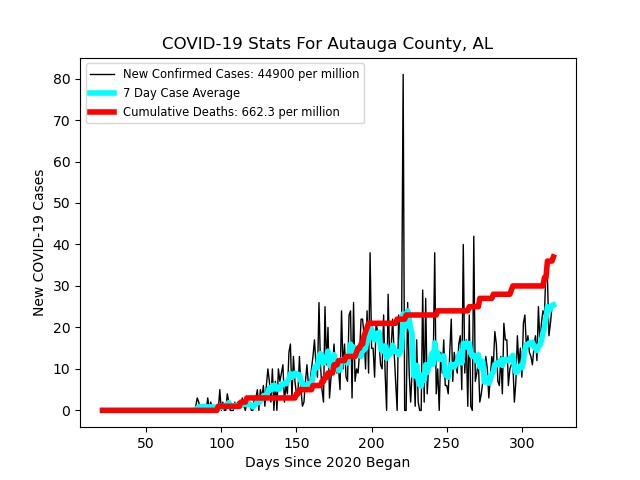 COVID-19 Stats For Autauga County, AL
New Confirmed Cases: 44900 per million
7 Day Case Average
Cumulative Deaths: 662.3 per million
New COVID-19 Cases
80
70
60
50
40
30
20
10
0
50 100 150 200 250 300
Days Since 2020 Began